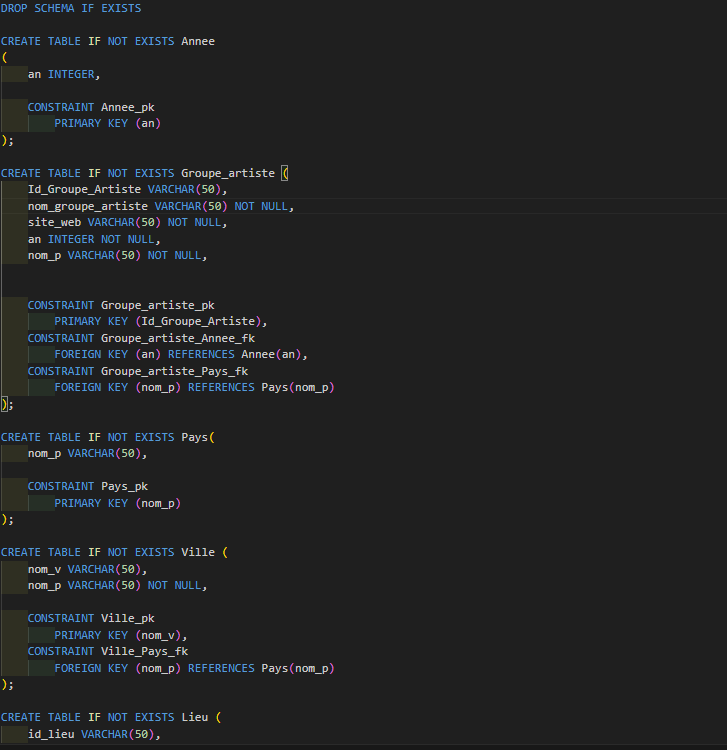 DROP SCHEMA IF EXISTS
CREATE TABLE IF NOT EXISTS Annee
(
an INTEGER,
CONSTRAINT Annee_pk
PRIMARY KEY (an)
);
CREATE TABLE IF NOT EXISTS Groupe_artiste (
Id_Groupe_Artiste VARCHAR(50),
nom_groupe_artiste VARCHAR(50) NOT NULL,
site_web VARCHAR(50) NOT NULL,
an INTEGER NOT NULL,
nom_p VARCHAR(50) NOT NULL,
CONSTRAINT Groupe_artiste_pk
PRIMARY KEY (Id_Groupe_Artiste),
CONSTRAINT Groupe_artiste_Annee_fk
FOREIGN KEY (an) REFERENCES Annee(an),
CONSTRAINT Groupe_artiste_Pays_fk
FOREIGN KEY (nom_p) REFERENCES Pays(nom_p)
);
CREATE TABLE IF NOT EXISTS Pays(
nom_p VARCHAR(50),
CONSTRAINT Pays_pk
PRIMARY KEY (nom_p)
);
CREATE TABLE IF NOT EXISTS Ville (
nom_v VARCHAR(50),
nom_p VARCHAR(50) NOT NULL,
CONSTRAINT Ville_pk
PRIMARY KEY (nom_v),
CONSTRAINT Ville_Pays_fk
FOREIGN KEY (nom_p) REFERENCES Pays(nom_p)
);
CREATE TABLE IF NOT EXISTS Lieu (
id_lieu VARCHAR(50),